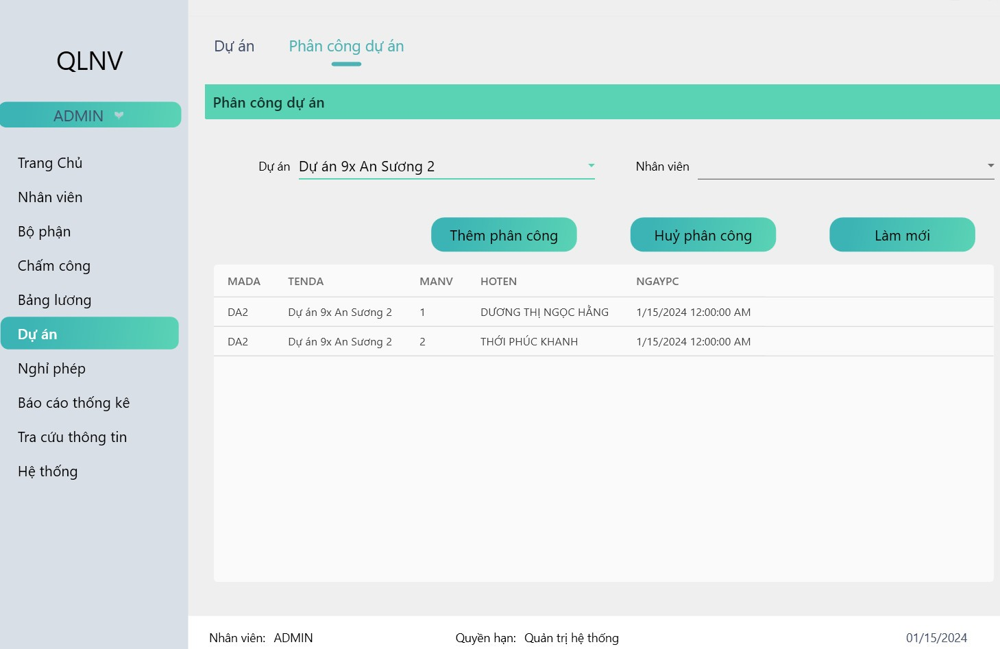 QLNV
ADMIN
Trang Chủ
Nhân viên
Bộ phận
Chấm công
Bảng lương
Dự án
Nghỉ phép
Báo cáo thống kê
Tra cứu thông tin
Hệ thống
Dự án Phân công dự án
Phân công dự án
Dự án Dự án 9x An Sương 2 Nhân viên
Thêm phân công Huỷ phân công Làm mới
MADA TENDA MANV HOTEN NGAYPC
DA2 Dự án 9x An Sương 2 1 DƯƠNG THỊ NGỌC HẰNG 1/15/2024 12:00:00 AM
DA2 Dự án 9x An Sương 2 2 THỚI PHÚC KHANH 1/15/2024 12:00:00 AM
Nhân viên: ADMIN Quyền hạn: Quản trị hệ thống 01/15/2024